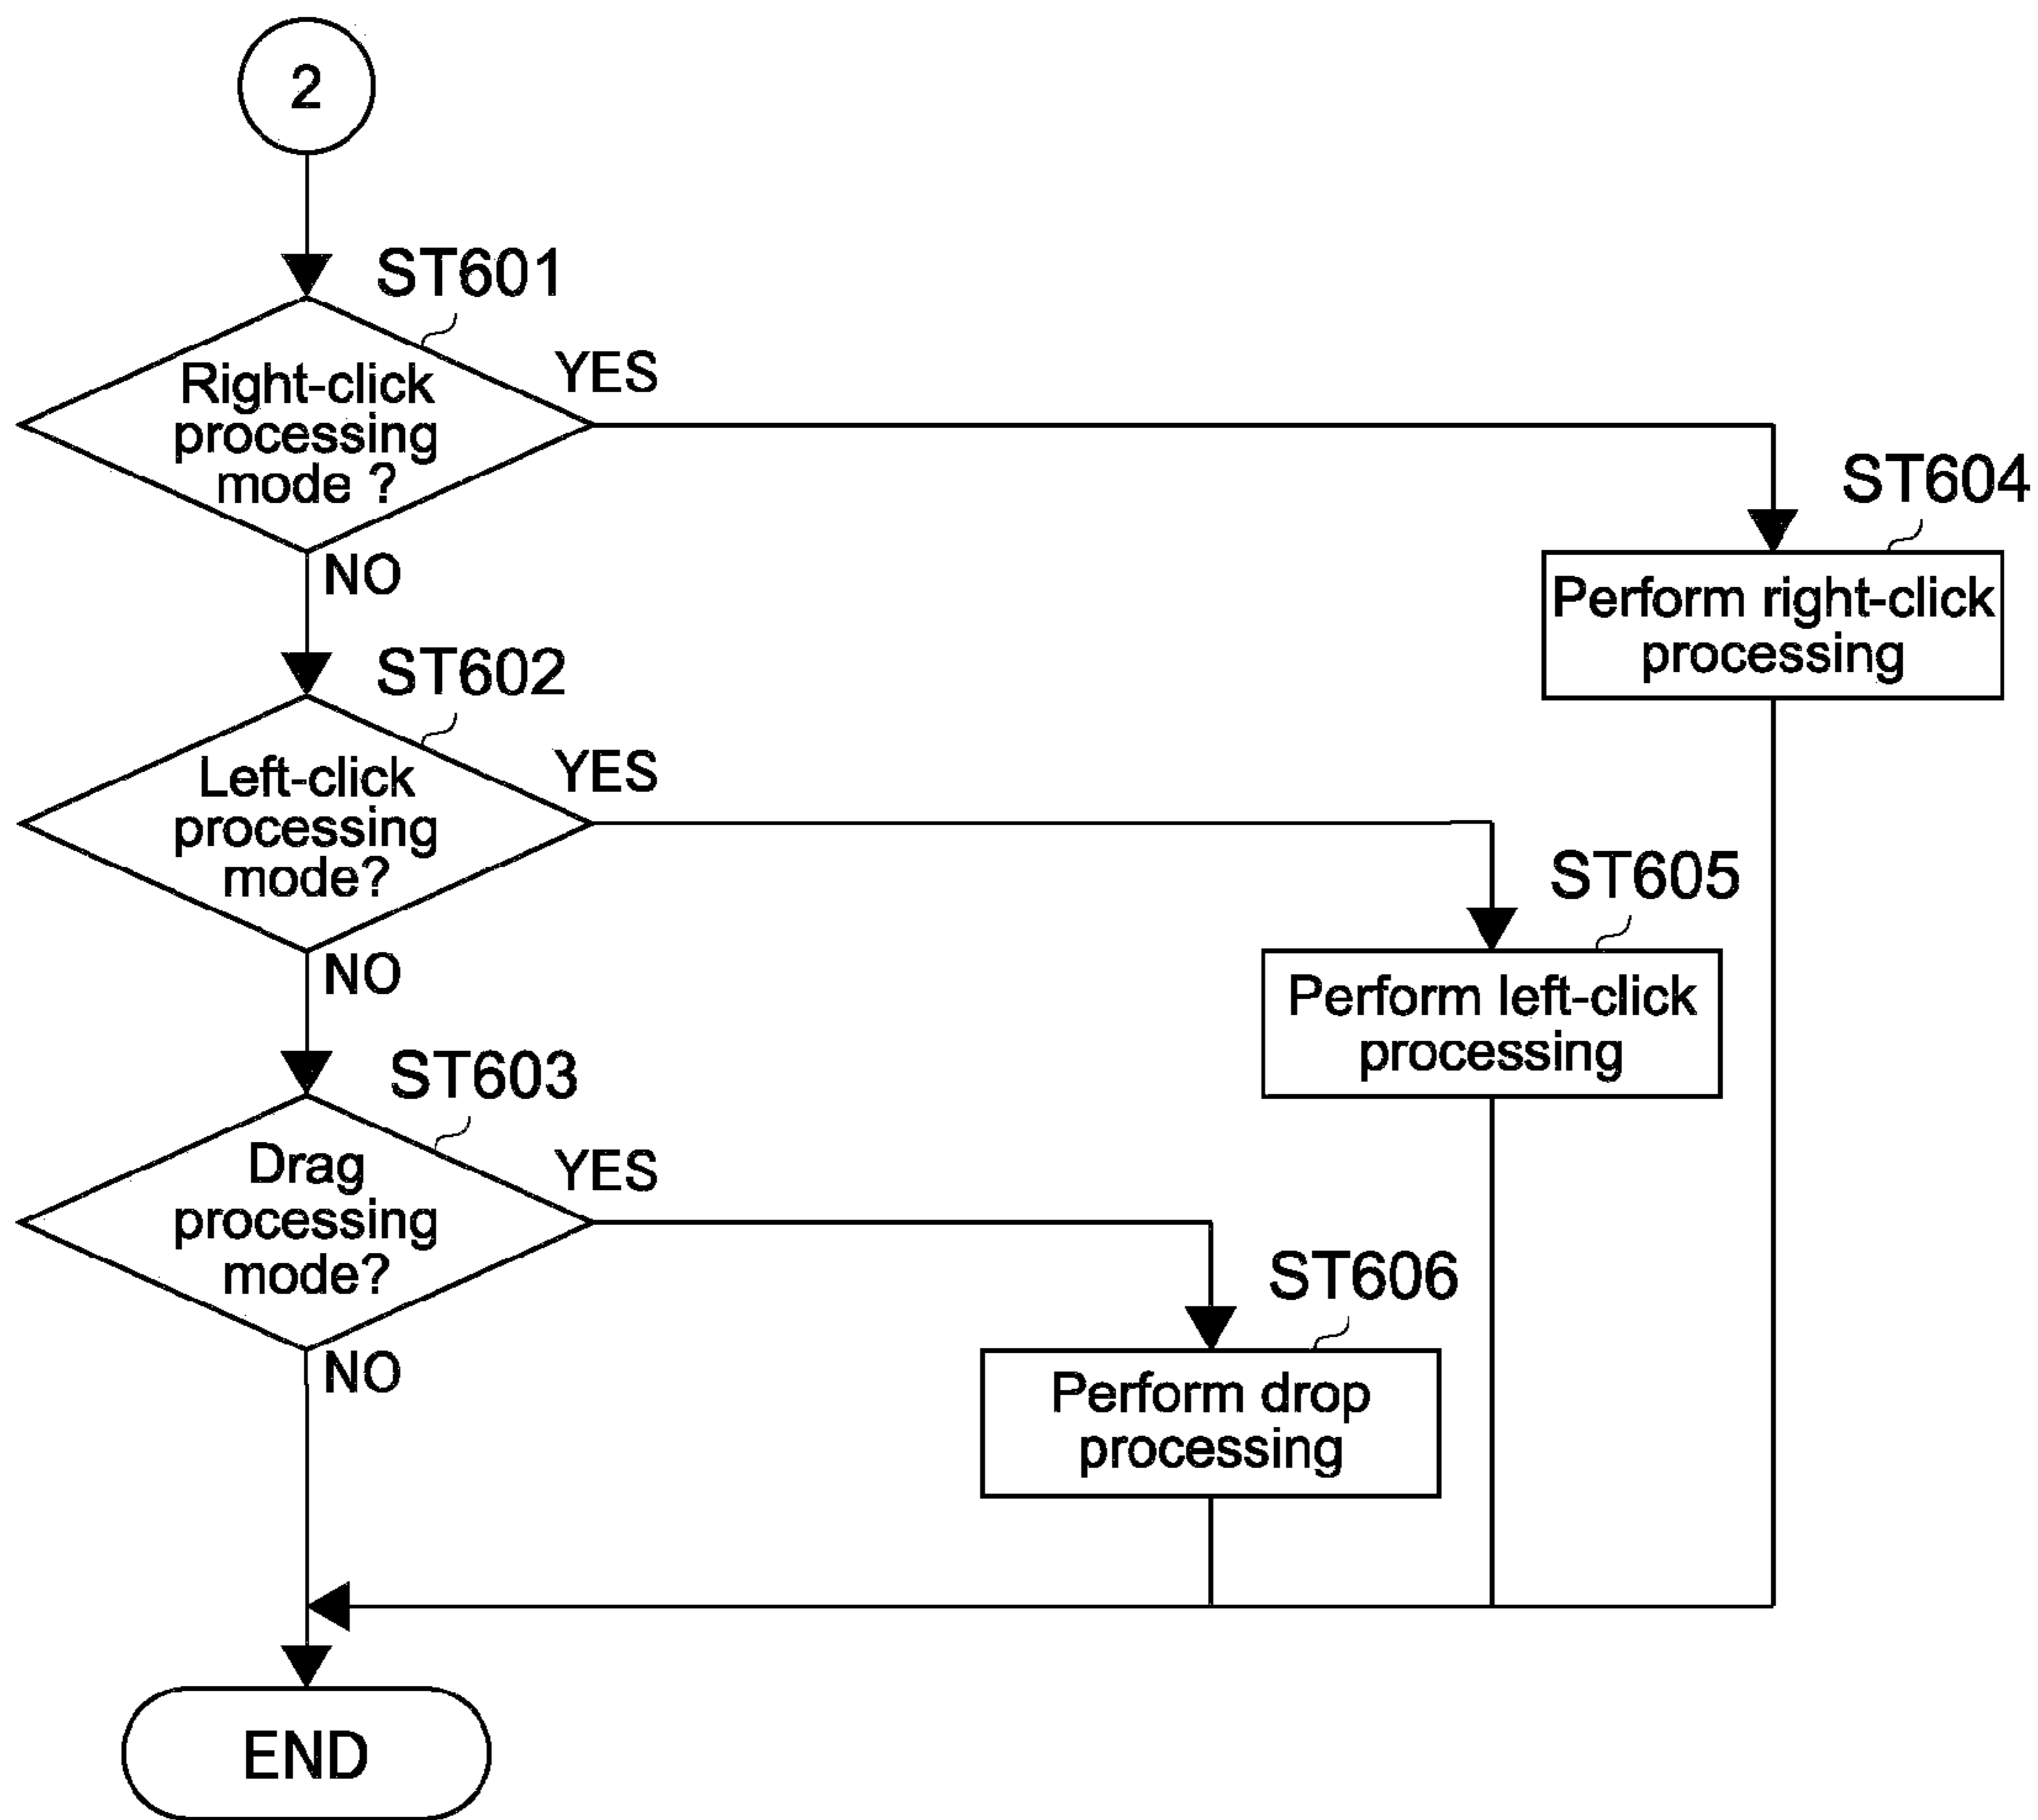 2
ST601
Right-click
processing
mode ?
YES
NO
ST604
Perform right-click
processing
ST602
Left-click
processing
mode?
YES
NO
ST605
Perform left-click
processing
ST603
Drag
processing
mode?
YES
NO
ST606
Perform drop
processing
END